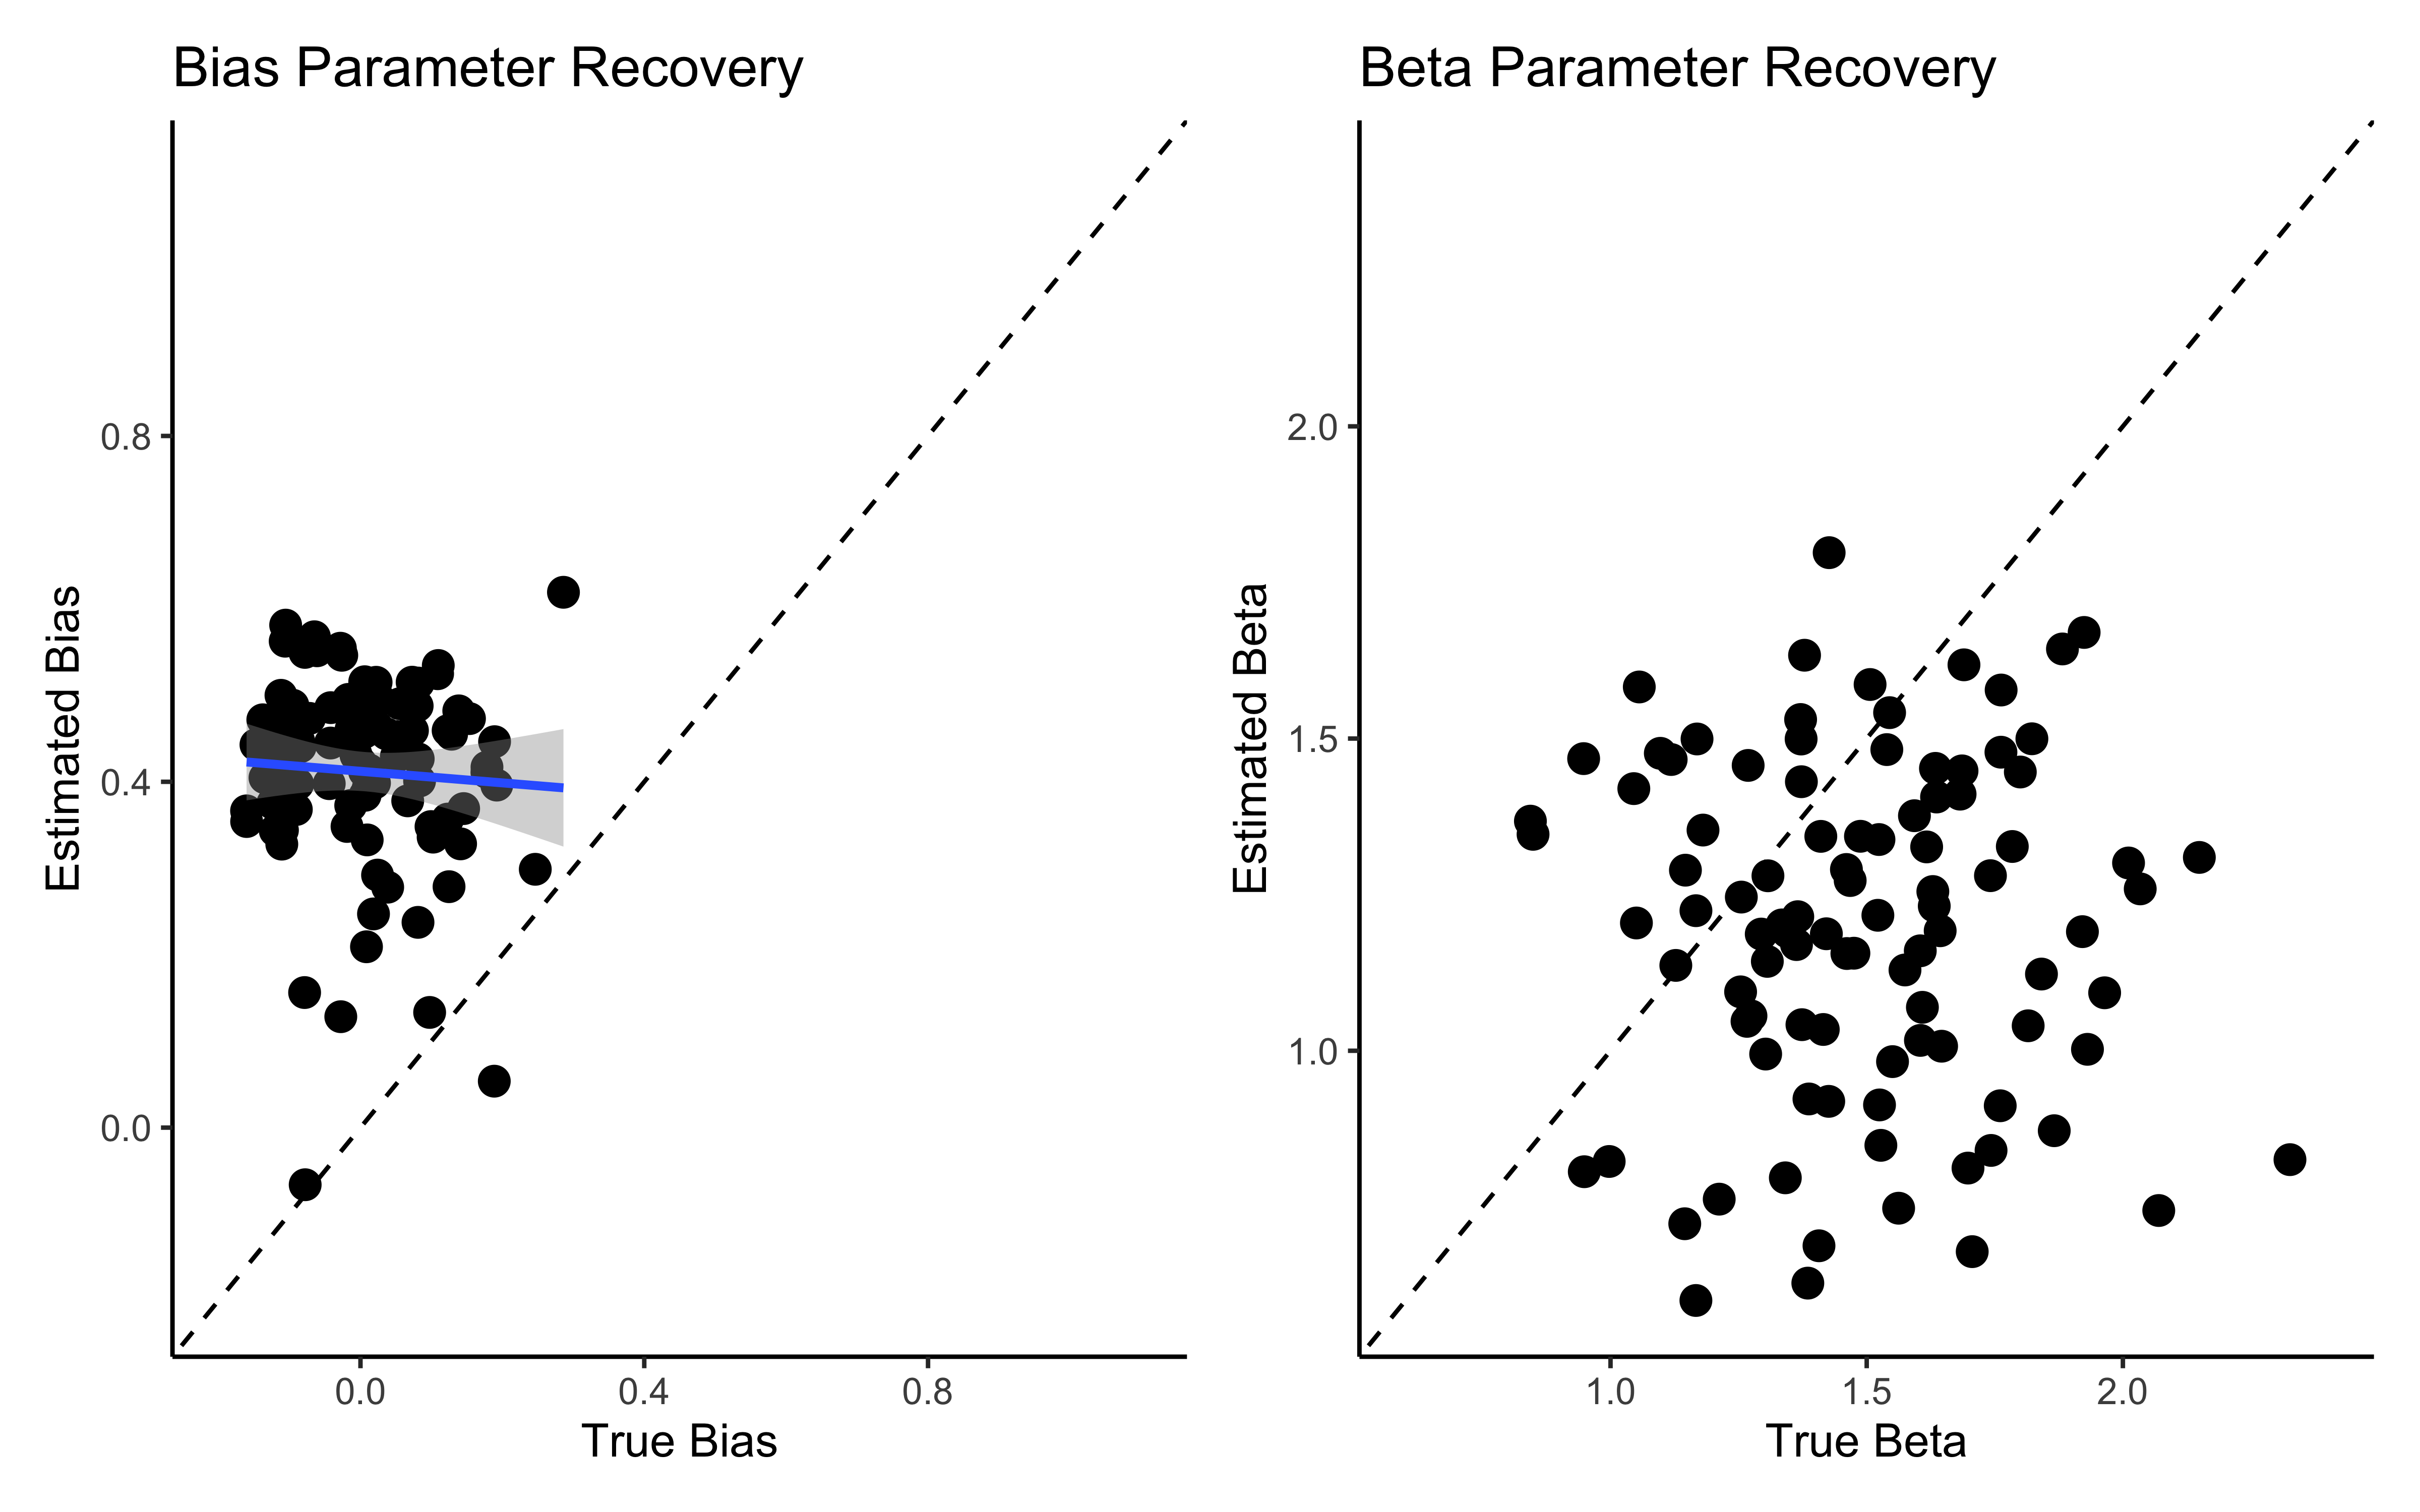 Bias Parameter Recovery
Estimated Bias
0.8
0.4
0.0
0.0 0.4 0.8
True Bias
Beta Parameter Recovery
Estimated Beta
2.0
1.5
1.0
1.0 1.5 2.0
True Beta